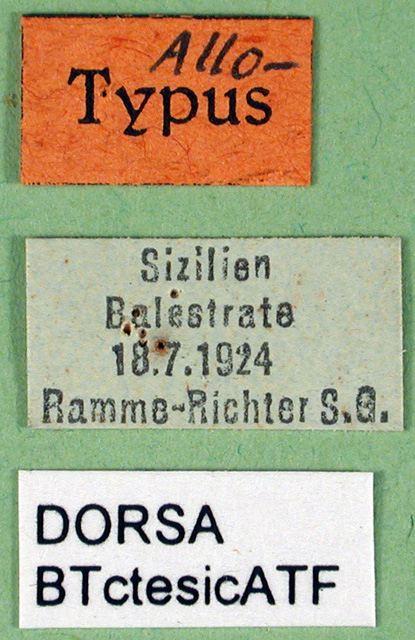 Allo-
Typus
Sizilien
Balestrate
18.7.1924
Ramme-Richter S.G.
DORSA
BTctesicATF